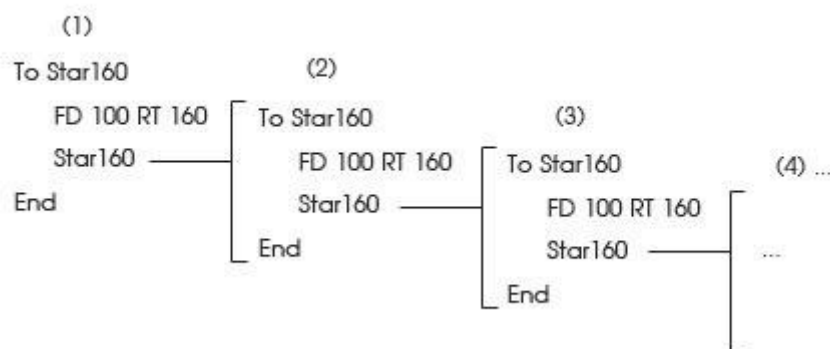 (1)
To Star160
FD 100 RT 160
Star160
End
(2)
To Star160
FD 100 RT 160
Star160
End
(3)
To Star160
FD 100 RT 160
Star160
End
(4) ...
...